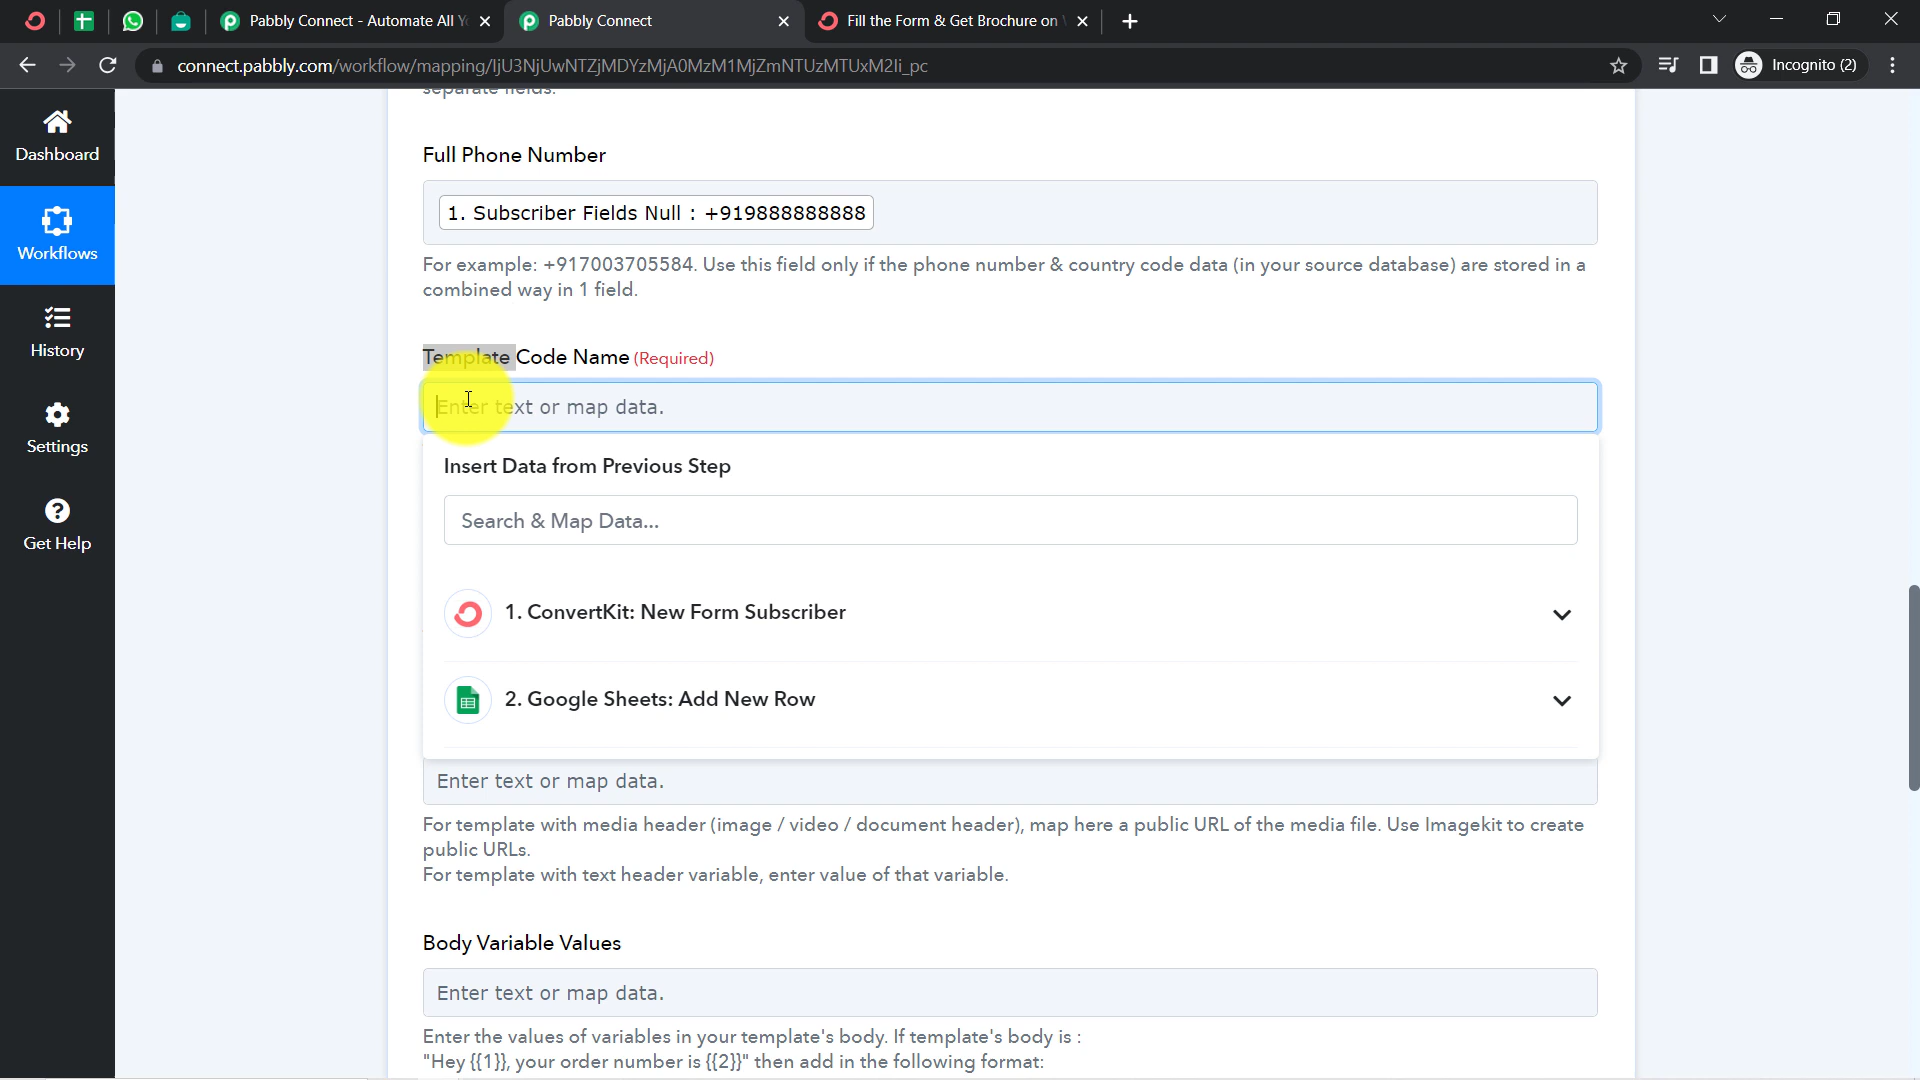 Pabbly Connect - Automate All Y
Pabbly Connect
Fill the Form & Get Brochure on
connect.pabbly.com/workflow/mapping/IjU3NjUwNTZjMDYzMjA0MzM1MjZmNTUzMTUxM2Ii_pc
Incognito (2)
Dashboard
Workflows
History
Settings
Get Help
separate fields.
Full Phone Number
1. Subscriber Fields Null : +919888888888
For example: +917003705584. Use this field only if the phone number & country code data (in your source database) are stored in a
combined way in 1 field.
Template Code Name (Required)
Enter text or map data.
Insert Data from Previous Step
Search & Map Data...
1. ConvertKit: New Form Subscriber
2. Google Sheets: Add New Row
Enter text or map data.
For template with media header (image / video / document header), map here a public URL of the media file. Use Imagekit to create
public URLs.
For template with text header variable, enter value of that variable.
Body Variable Values
Enter text or map data.
Enter the values of variables in your template's body. If template's body is :
"Hey {{1}}, your order number is {{2}}" then add in the following format: